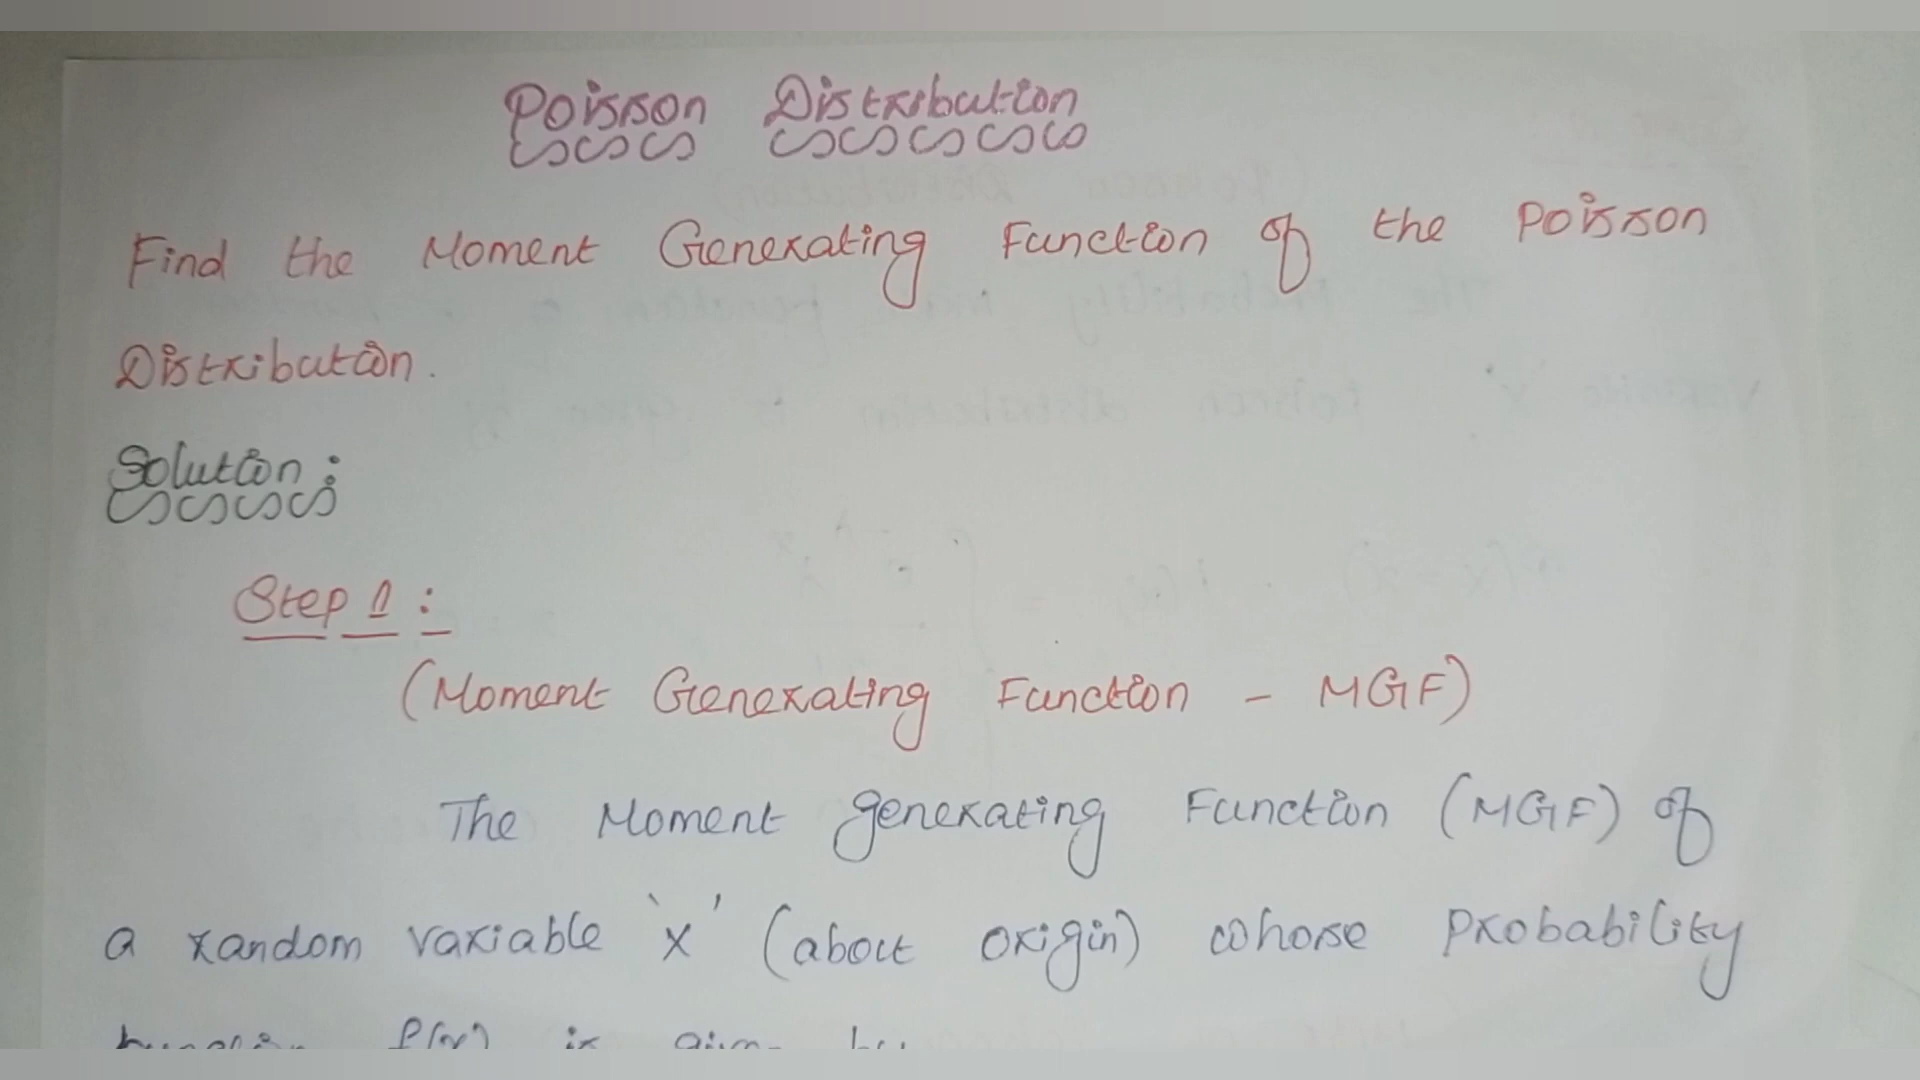 Poisson Distribution
Find the Moment Generating Function of the Poisson
Distribution.
Solution:
Step 1:
(Moment Generating Function - MGF)
The Moment generating Function (MGF) of
a random variable 'x' (about origin) whose Probability